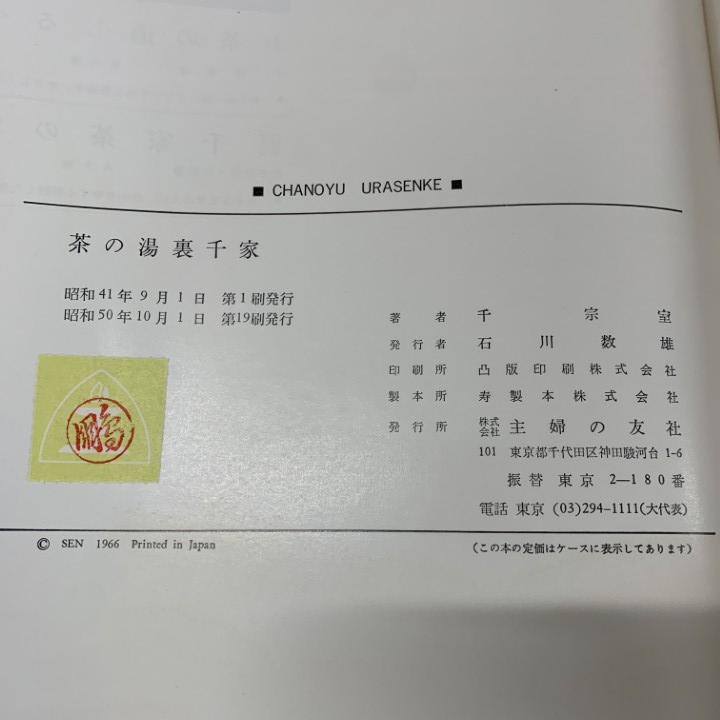 ■ CHANOYU URASENKE ■
茶の湯裏千家
昭和41年9月1日 第1刷発行
昭和50年10月1日 第19刷発行
著者 千宗室
発行者 石川数雄
印刷所 凸版印刷株式会社
製本所 寿製本株式会社
発行所 株式会社 主婦の友社
101 東京都千代田区神田駿河台1-6
振替 東京 2—180番
電話 東京 (03)294-1111(大代表)
© SEN 1966 Printed in Japan
(この本の定価はケースに表示してあります)